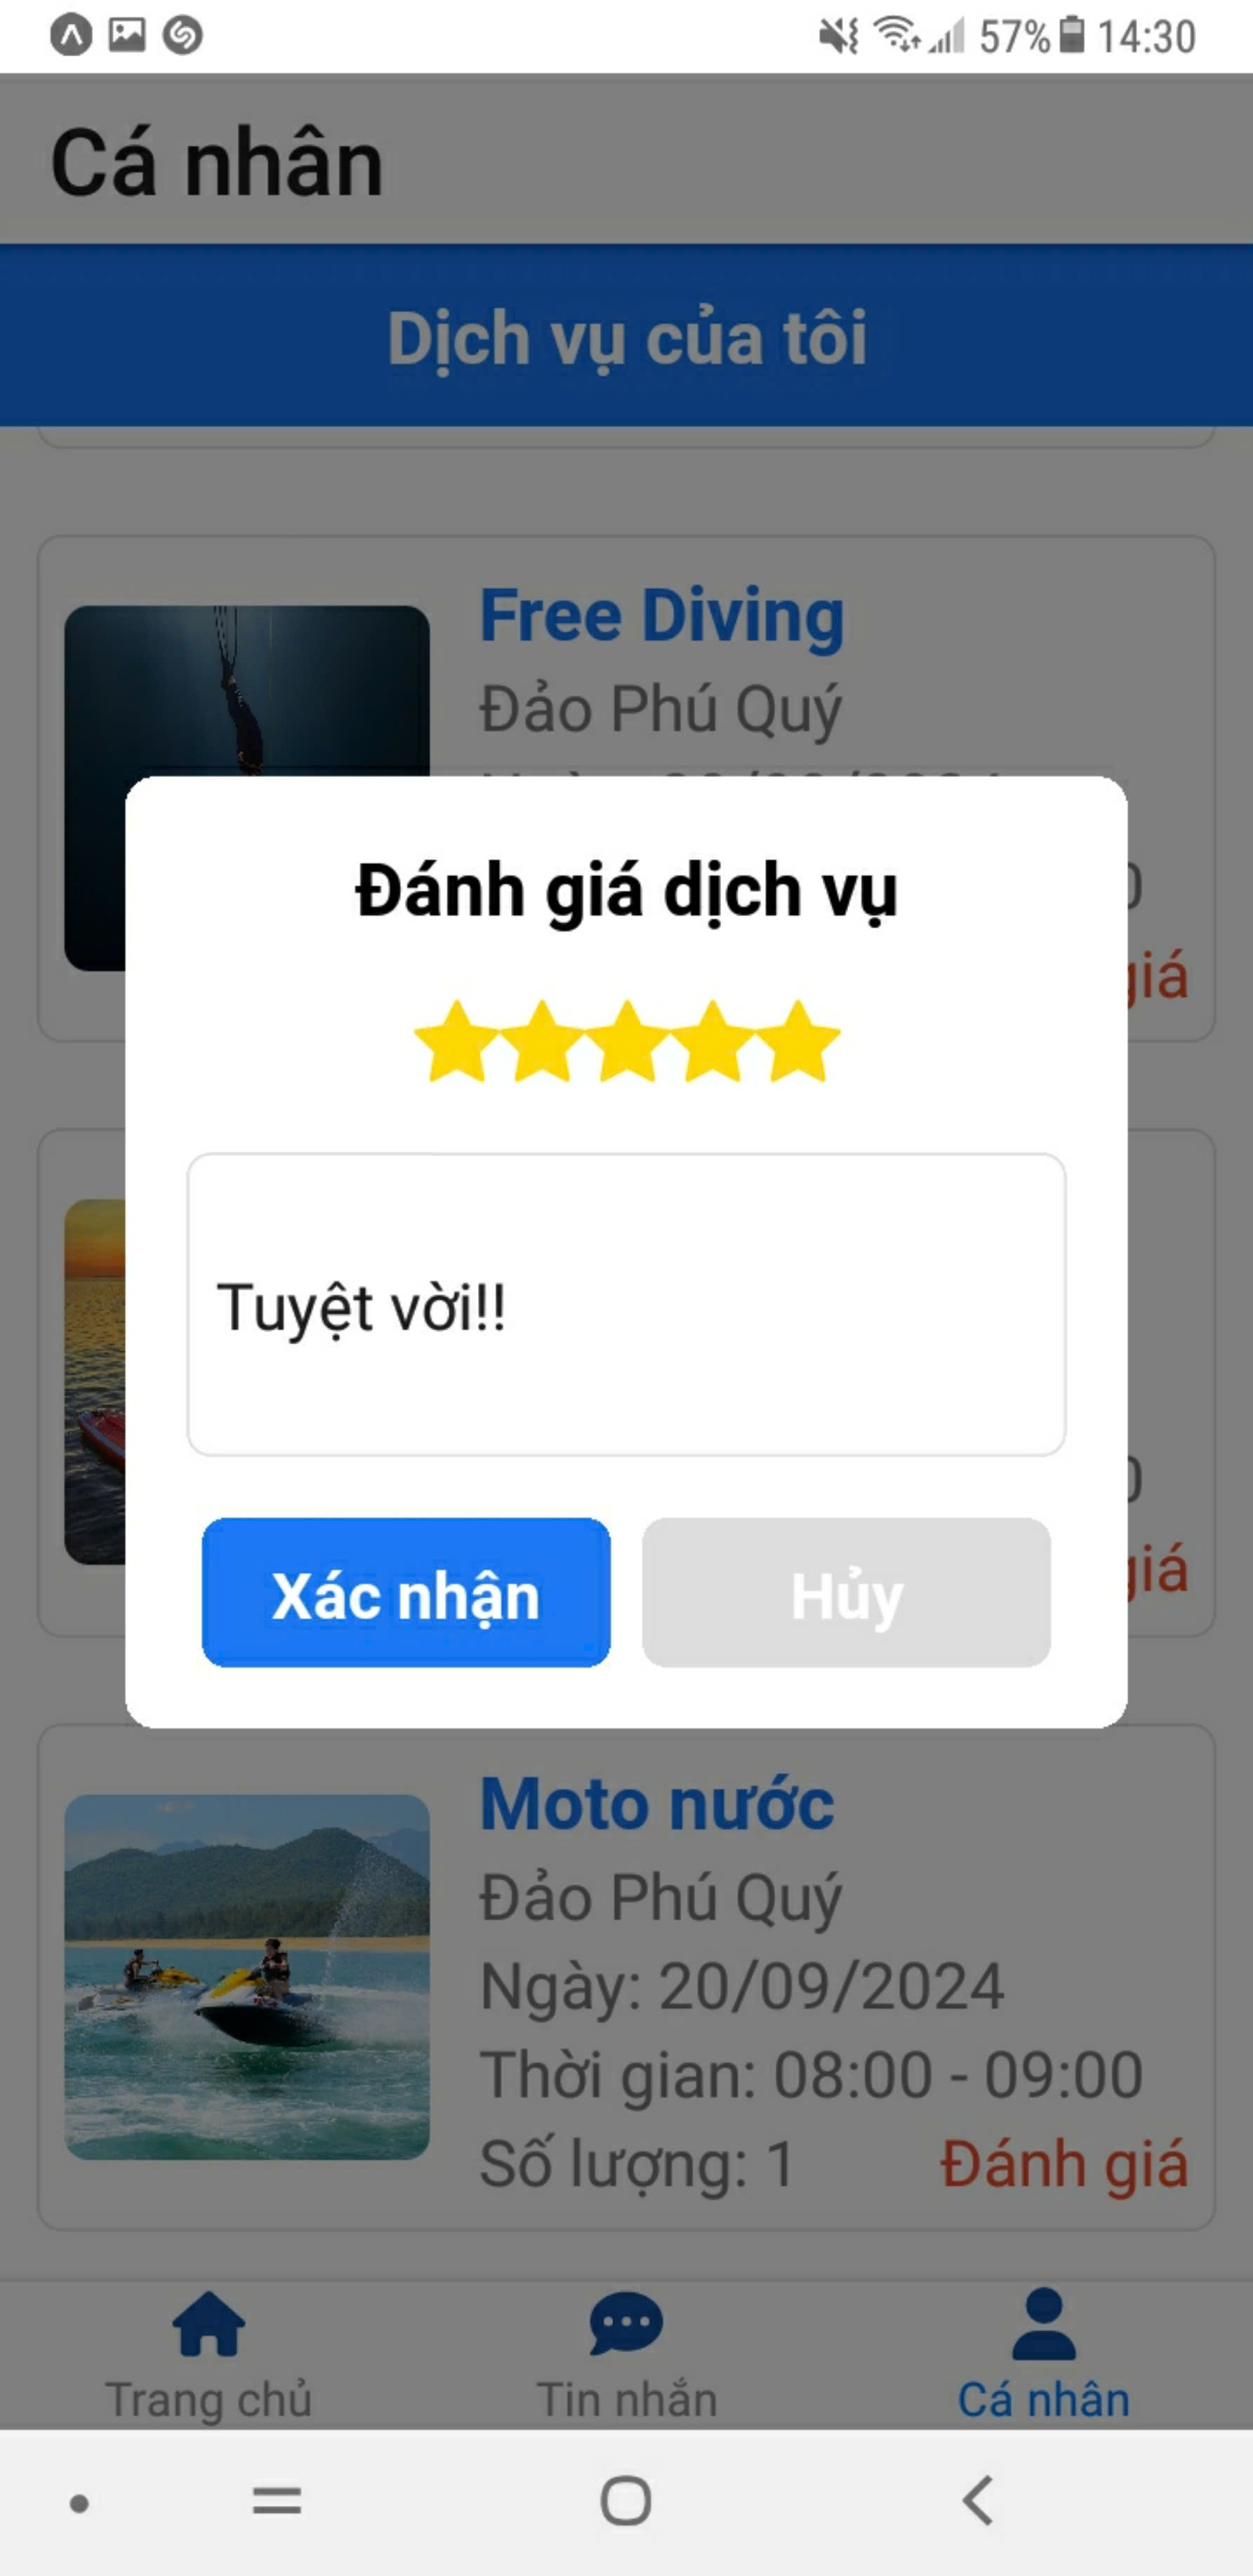 57% 14:30
Cá nhân
Dịch vụ của tôi
Free Diving
Đảo Phú Quý
Đánh giá dịch vụ
giá
Tuyệt vời!!
giá
Xác nhận
Hủy
Moto nước
Đảo Phú Quý
Ngày: 20/09/2024
Thời gian: 08:00 - 09:00
Số lượng: 1 Đánh giá
Trang chủ
Tin nhắn
Cá nhân